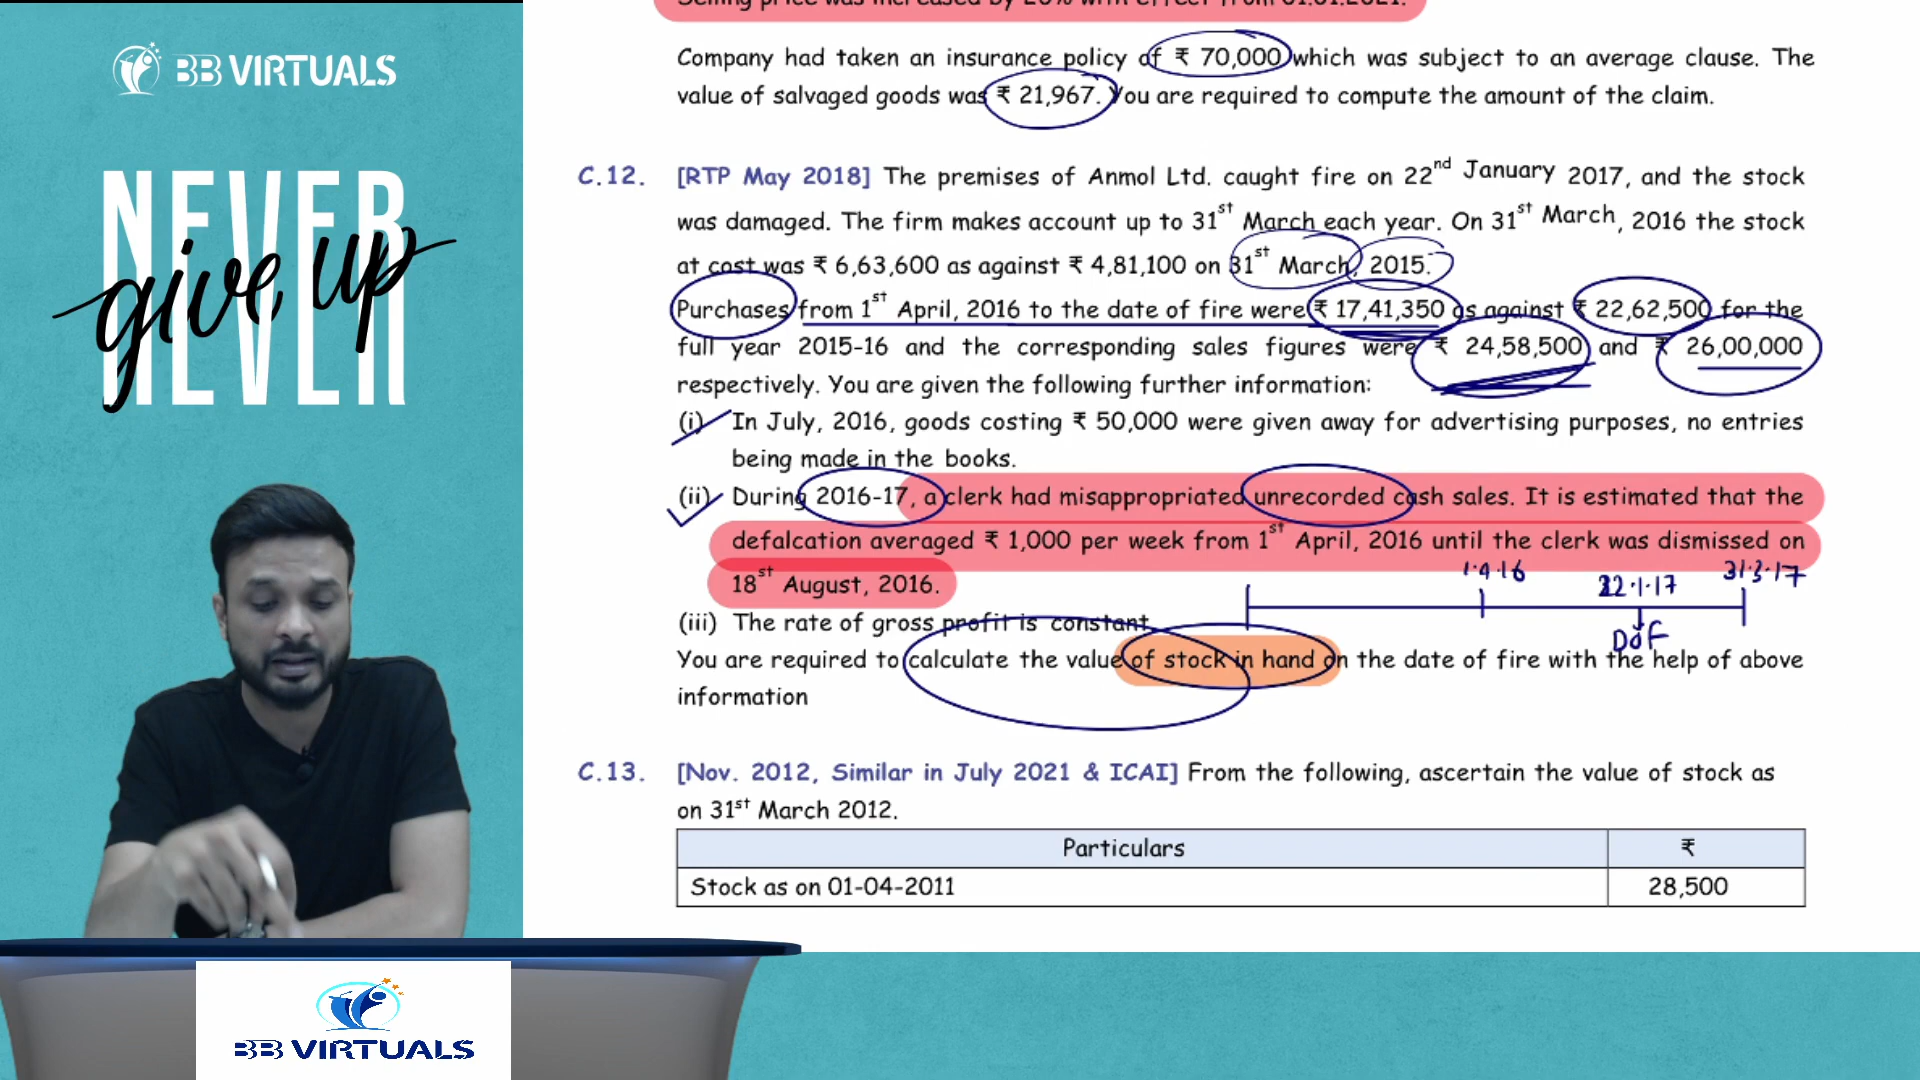 BB VIRTUALS
NEVER
give up
NEVER
Selling price was increased by 20% with effect from 01.01.2021.
Company had taken an insurance policy of ₹ 70,000 which was subject to an average clause. The
value of salvaged goods was ₹ 21,967. You are required to compute the amount of the claim.
C.12. [RTP May 2018] The premises of Anmol Ltd. caught fire on 22nd January 2017, and the stock
was damaged. The firm makes account up to 31st March each year. On 31st March, 2016 the stock
at cost was ₹ 6,63,600 as against ₹ 4,81,100 on 31st March, 2015.
Purchases from 1st April, 2016 to the date of fire were ₹ 17,41,350 as against ₹ 22,62,500 for the
full year 2015-16 and the corresponding sales figures were ₹ 24,58,500 and ₹ 26,00,000
respectively. You are given the following further information:
(i) In July, 2016, goods costing ₹ 50,000 were given away for advertising purposes, no entries
being made in the books.
(ii) During 2016-17, a clerk had misappropriated unrecorded cash sales. It is estimated that the
defalcation averaged ₹ 1,000 per week from 1st April, 2016 until the clerk was dismissed on
18st August, 2016.
1.4.16 22.1.17 31.3.17
(iii) The rate of gross profit is constant.
DOF
You are required to calculate the value of stock in hand on the date of fire with the help of above
information
C.13. [Nov. 2012, Similar in July 2021 & ICAI] From the following, ascertain the value of stock as
on 31st March 2012.
Particulars ₹
Stock as on 01-04-2011 28,500
BB VIRTUALS